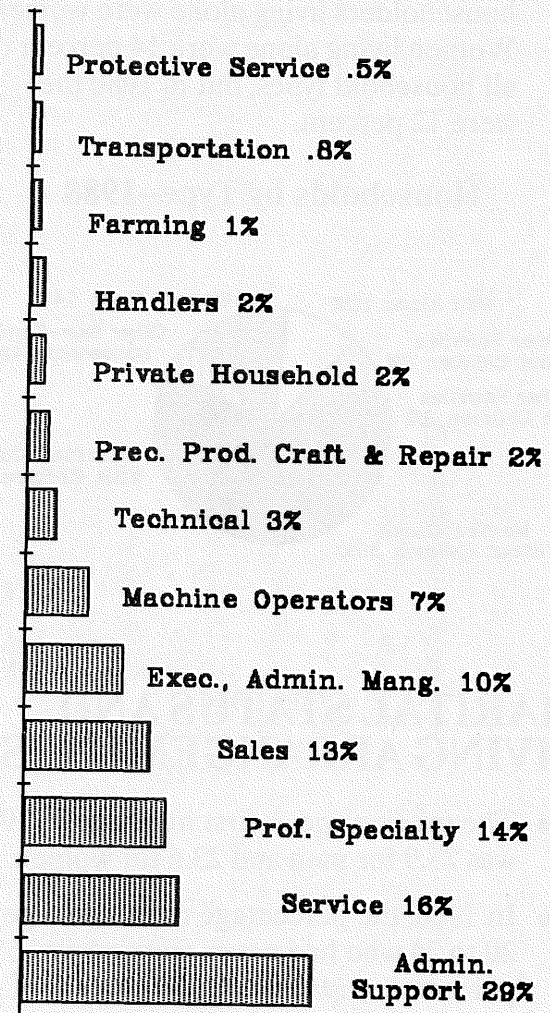 Protective Service .5%
Transportation .8%
Farming 1%
Handlers 2%
Private Household 2%
Prec. Prod. Craft & Repair 2%
Technical 3%
Machine Operators 7%
Exec., Admin. Mang. 10%
Sales 13%
Prof. Specialty 14%
Service 16%
Admin.
Support 29%